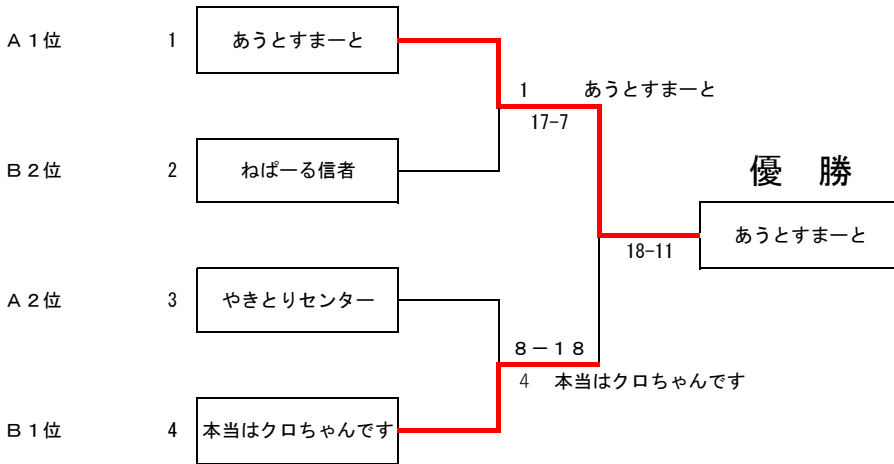 Ａ１位 1 あうとすまーと
1 あうとすまーと
17-7
Ｂ２位 2 ねぱーる信者
優 勝
あうとすまーと
18-11
Ａ２位 3 やきとりセンター
８－１８
4 本当はクロちゃんです
Ｂ１位 4 本当はクロちゃんです